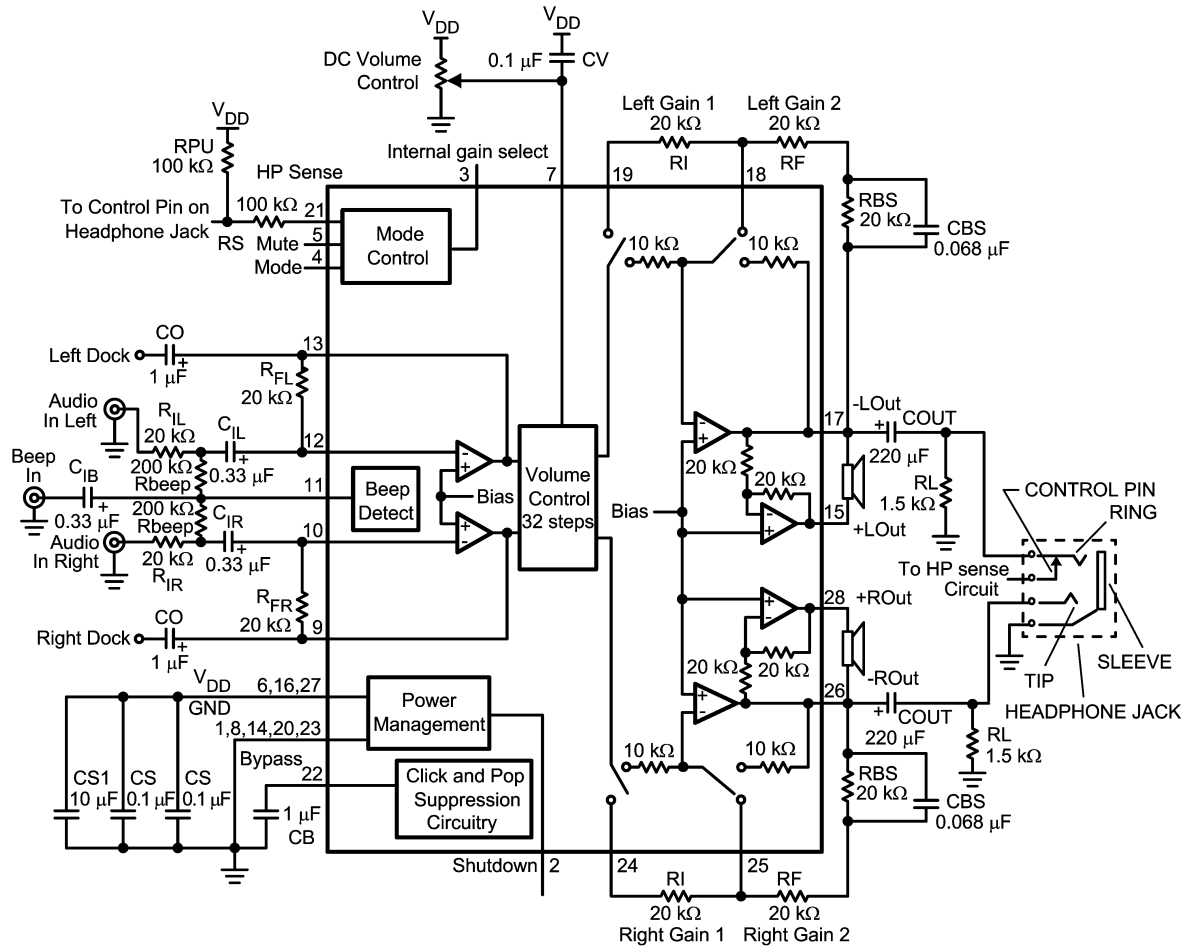 VDD
DC Volume
Control
VDD
0.1 µF
CV
VDD
RPU
100 kΩ
HP Sense
Internal gain select
3
7
Left Gain 1
20 kΩ
RI
Left Gain 2
20 kΩ
RF
19
18
To Control Pin on
Headphone Jack
RS
100 kΩ
21
Mute
5
Mode
4
Mode
Control
10 kΩ
10 kΩ
RBS
20 kΩ
CBS
0.068 µF
Left Dock
CO
+
1 µF
13
RFL
20 kΩ
Audio
In Left
RIL
20 kΩ
CIL
+
0.33 µF
12
200 kΩ
Rbeep
Beep
In
CIB
+
0.33 µF
11
Beep
Detect
200 kΩ
Rbeep
CIR
+
0.33 µF
10
Audio
In Right
20 kΩ
RIR
-
+
Bias
+
-
Volume
Control
32 steps
Bias
-
+
20 kΩ
20 kΩ
-
+
17
-LOut
COUT
+
220 µF
15
+LOut
RL
1.5 kΩ
CONTROL PIN
RING
To HP sense
Circuit
SLEEVE
TIP
HEADPHONE JACK
RFR
20 kΩ
9
Right Dock
CO
+
1 µF
+
-
28
+ROut
20 kΩ
20 kΩ
+
-
26
-ROut
+
COUT
220 µF
RL
1.5 kΩ
VDD
6,16,27
GND
1,8,14,20,23
Power
Management
Bypass
22
Click and Pop
Suppression
Circuitry
CS1
10 µF
CS
0.1 µF
CS
0.1 µF
1 µF
CB
10 kΩ
10 kΩ
RBS
20 kΩ
CBS
0.068 µF
Shutdown
2
24
25
RI
20 kΩ
Right Gain 1
RF
20 kΩ
Right Gain 2